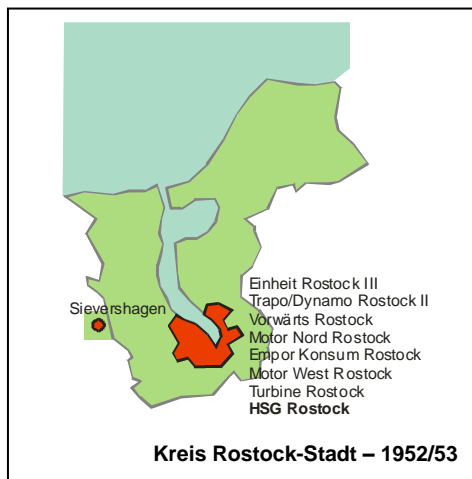 Sievershagen
Einheit Rostock III
Trapo/Dynamo Rostock II
Vorwärts Rostock
Motor Nord Rostock
Empor Konsum Rostock
Motor West Rostock
Turbine Rostock
HSG Rostock
Kreis Rostock-Stadt – 1952/53